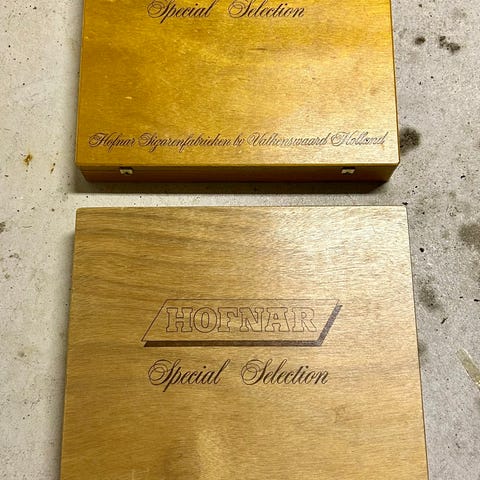 Special Selection
Hofnar Sigarenfabrieken bv Valkenswaard Holland
HOFNAR
Special Selection